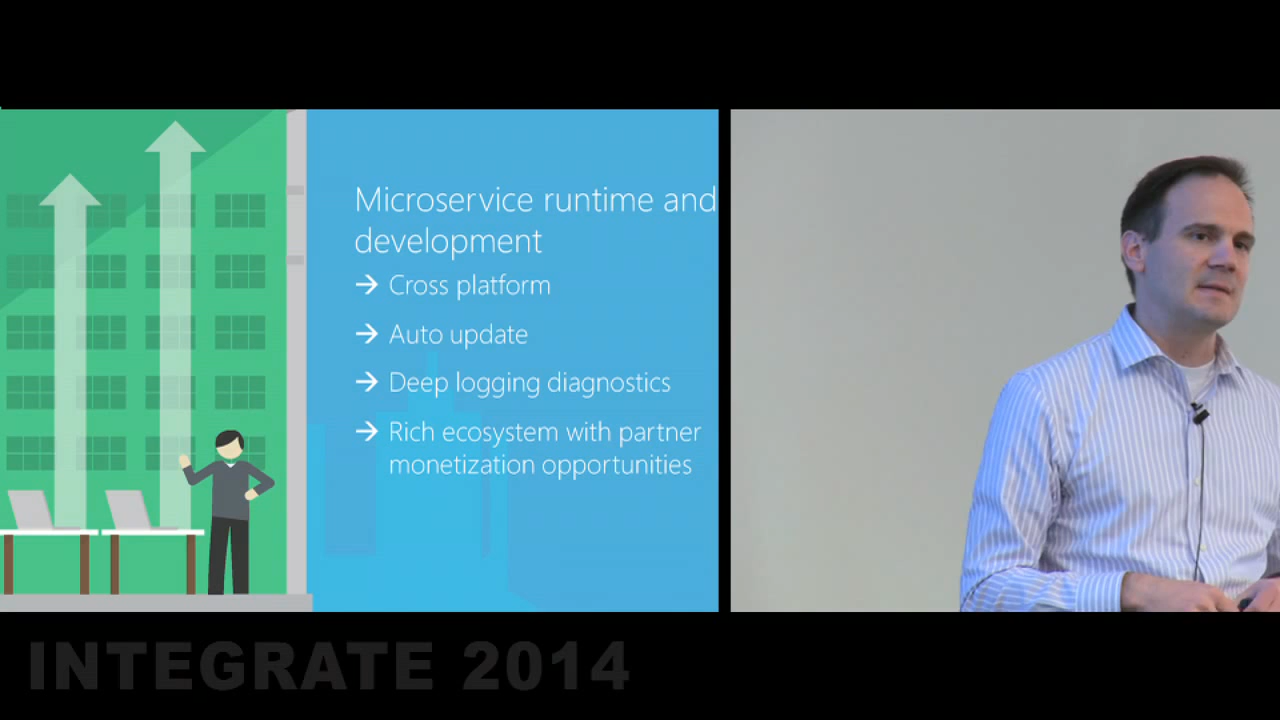 Microservice runtime and
development
→ Cross platform
→ Auto update
→ Deep logging diagnostics
→ Rich ecosystem with partner
monetization opportunities
INTEGRATE 2014